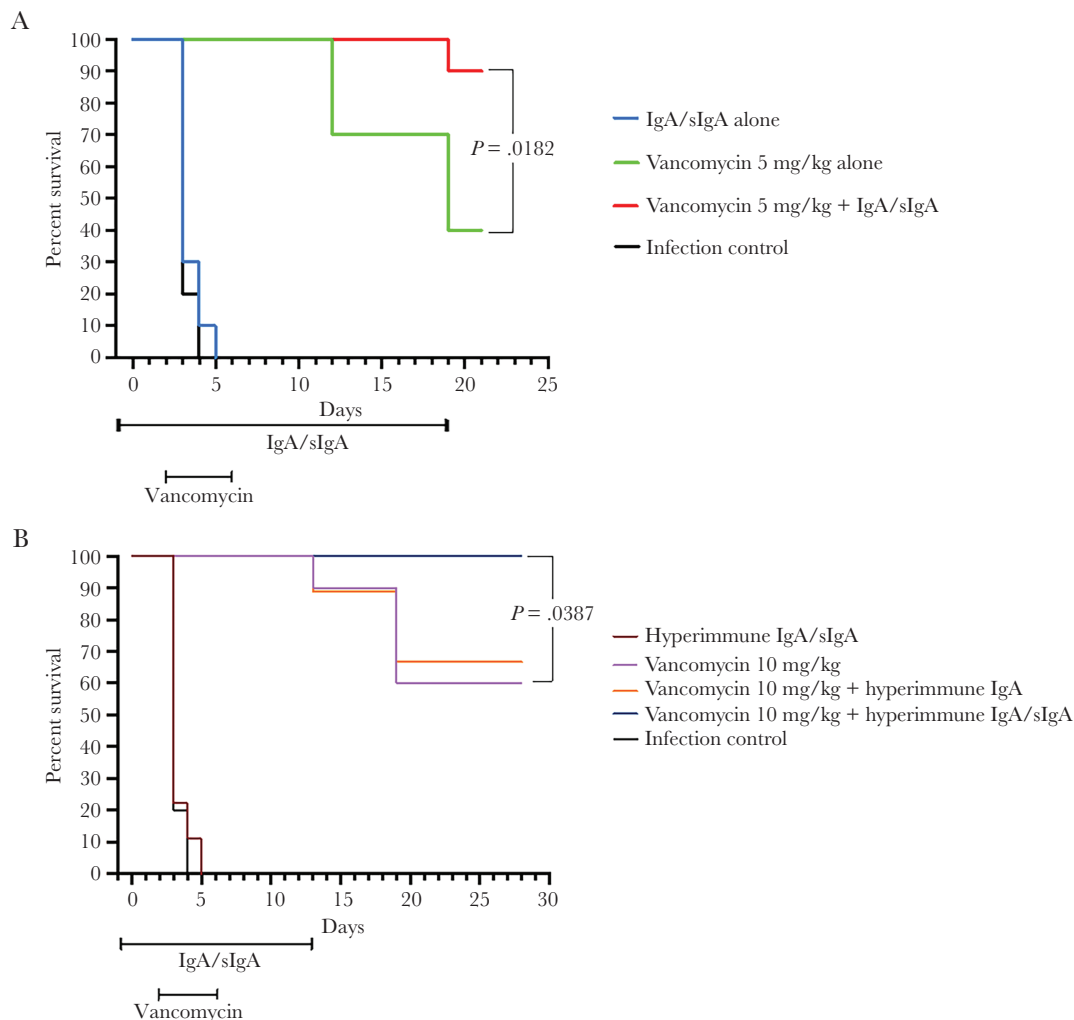 A
100
90
80
70
60
50
40
30
20
10
0
Percent survival
P = .0182
0 5 10 15 20 25
Days
IgA/sIgA
Vancomycin
IgA/sIgA alone
Vancomycin 5 mg/kg alone
Vancomycin 5 mg/kg + IgA/sIgA
Infection control
B
100
90
80
70
60
50
40
30
20
10
0
Percent survival
P = .0387
0 5 10 15 20 25 30
Days
IgA/sIgA
Vancomycin
Hyperimmune IgA/sIgA
Vancomycin 10 mg/kg
Vancomycin 10 mg/kg + hyperimmune IgA
Vancomycin 10 mg/kg + hyperimmune IgA/sIgA
Infection control